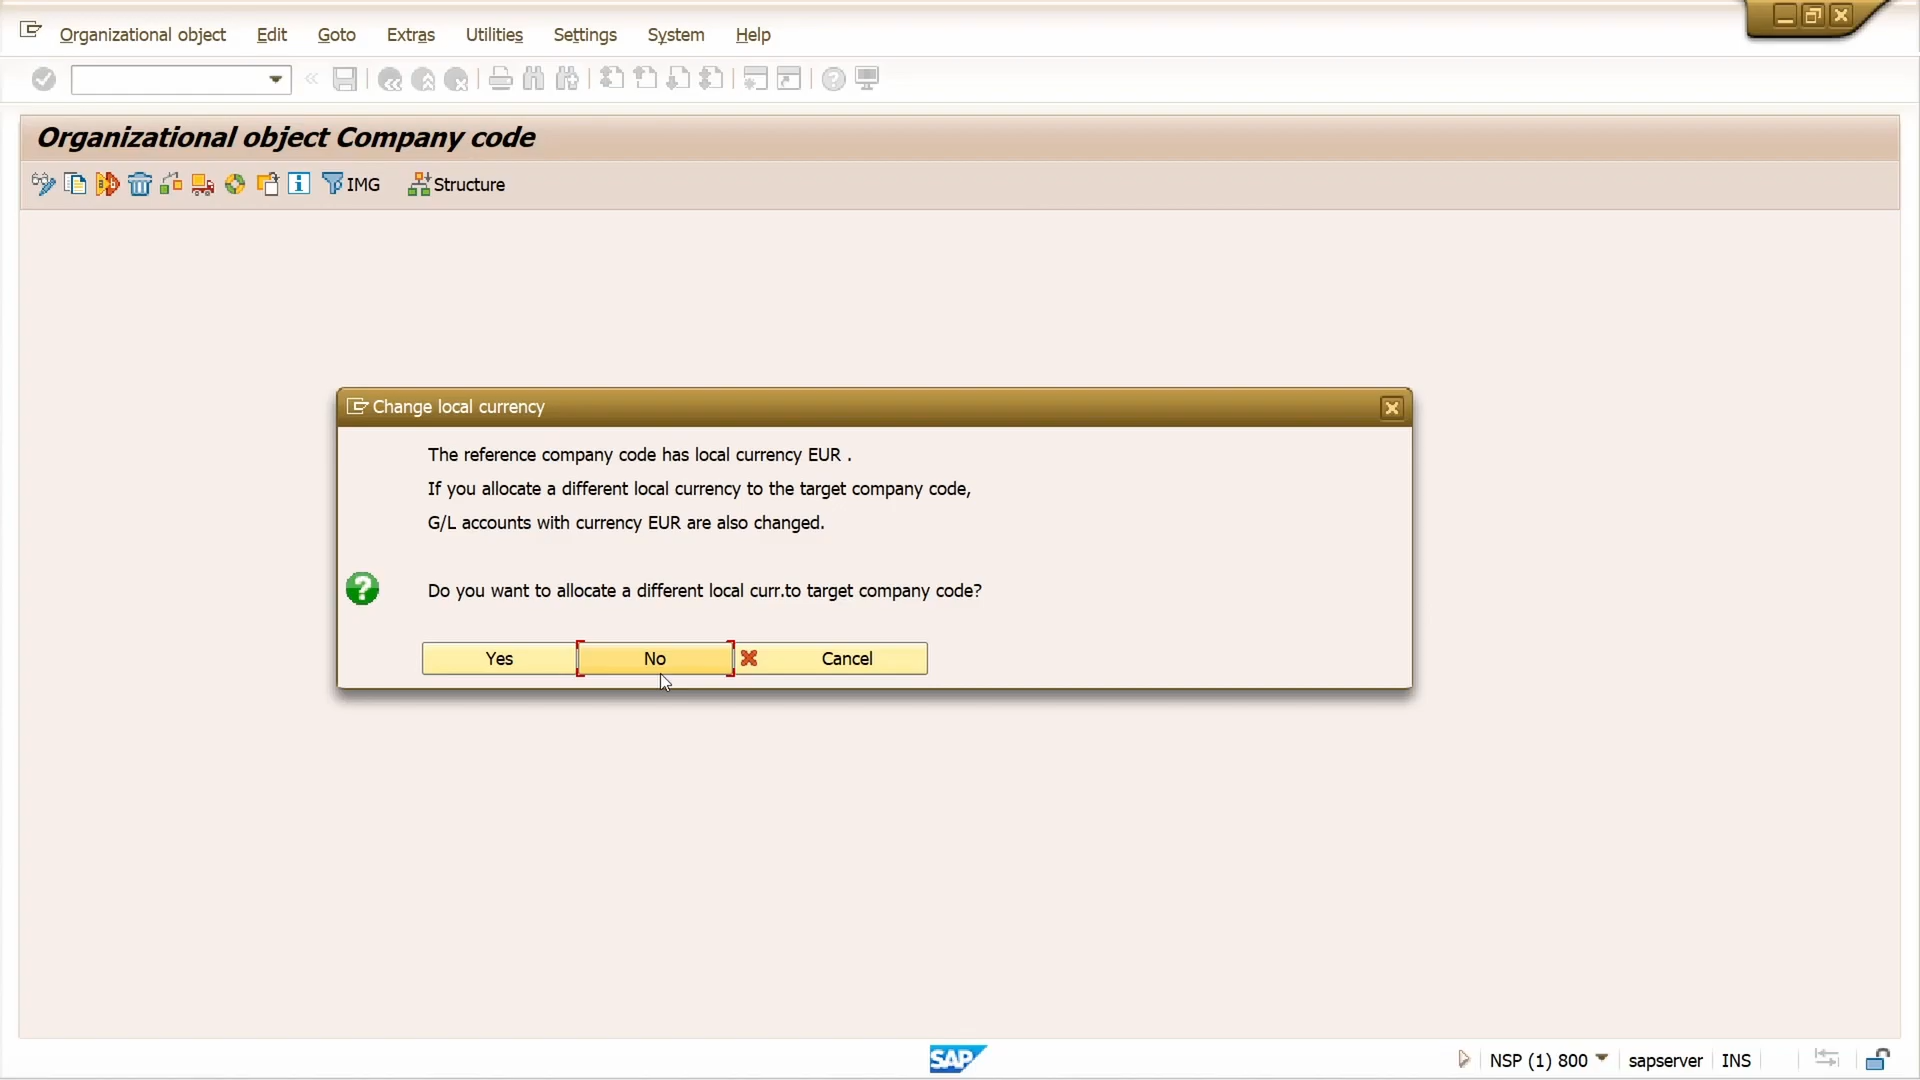 Organizational object Edit Goto Extras Utilities Settings System Help
Organizational object Company code
IMG Structure
Change local currency
The reference company code has local currency EUR .
If you allocate a different local currency to the target company code,
G/L accounts with currency EUR are also changed.
Do you want to allocate a different local curr.to target company code?
Yes No Cancel
SAP NSP (1) 800 sapserver INS